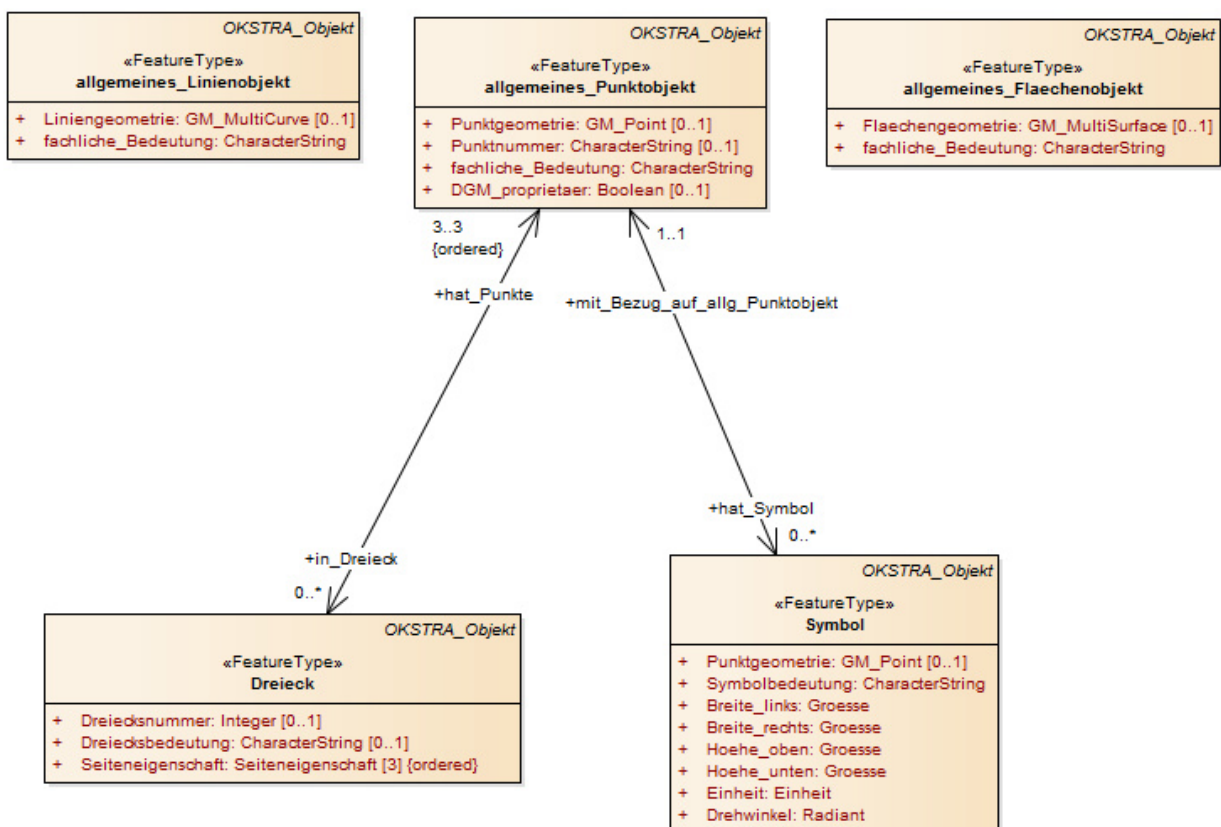 OKSTRA_Objekt
«FeatureType»
allgemeines_Linienobjekt
+ Liniengeometrie: GM_MultiCurve [0..1]
+ fachliche_Bedeutung: CharacterString
OKSTRA_Objekt
«FeatureType»
allgemeines_Punktobjekt
+ Punktgeometrie: GM_Point [0..1]
+ Punktnummer: CharacterString [0..1]
+ fachliche_Bedeutung: CharacterString
+ DGM_proprietaer: Boolean [0..1]
OKSTRA_Objekt
«FeatureType»
allgemeines_Flaechenobjekt
+ Flaechengeometrie: GM_MultiSurface [0..1]
+ fachliche_Bedeutung: CharacterString
3..3
{ordered}
1..1
+hat_Punkte
+mit_Bezug_auf_allg_Punktobjekt
+hat_Symbol
0..*
+in_Dreieck
0..*
OKSTRA_Objekt
«FeatureType»
Dreieck
+ Dreiecksnummer: Integer [0..1]
+ Dreiecksbedeutung: CharacterString [0..1]
+ Seiteneigenschaft: Seiteneigenschaft [3] {ordered}
OKSTRA_Objekt
«FeatureType»
Symbol
+ Punktgeometrie: GM_Point [0..1]
+ Symbolbedeutung: CharacterString
+ Breite_links: Groesse
+ Breite_rechts: Groesse
+ Hoehe_oben: Groesse
+ Hoehe_unten: Groesse
+ Einheit: Einheit
+ Drehwinkel: Radiant